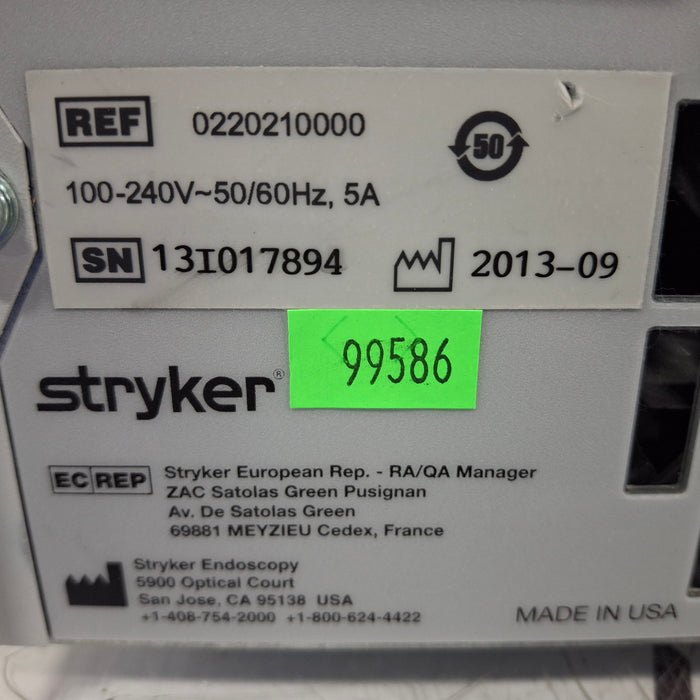 REF 0220210000
50
100-240V~50/60Hz, 5A
SN 13I017894 2013-09
99586
stryker®
EC REP Stryker European Rep. - RA/QA Manager
ZAC Satolas Green Pusignan
Av. De Satolas Green
69881 MEYZIEU Cedex, France
Stryker Endoscopy
5900 Optical Court
San Jose, CA 95138 USA
+1-408-754-2000 +1-800-624-4422
MADE IN USA